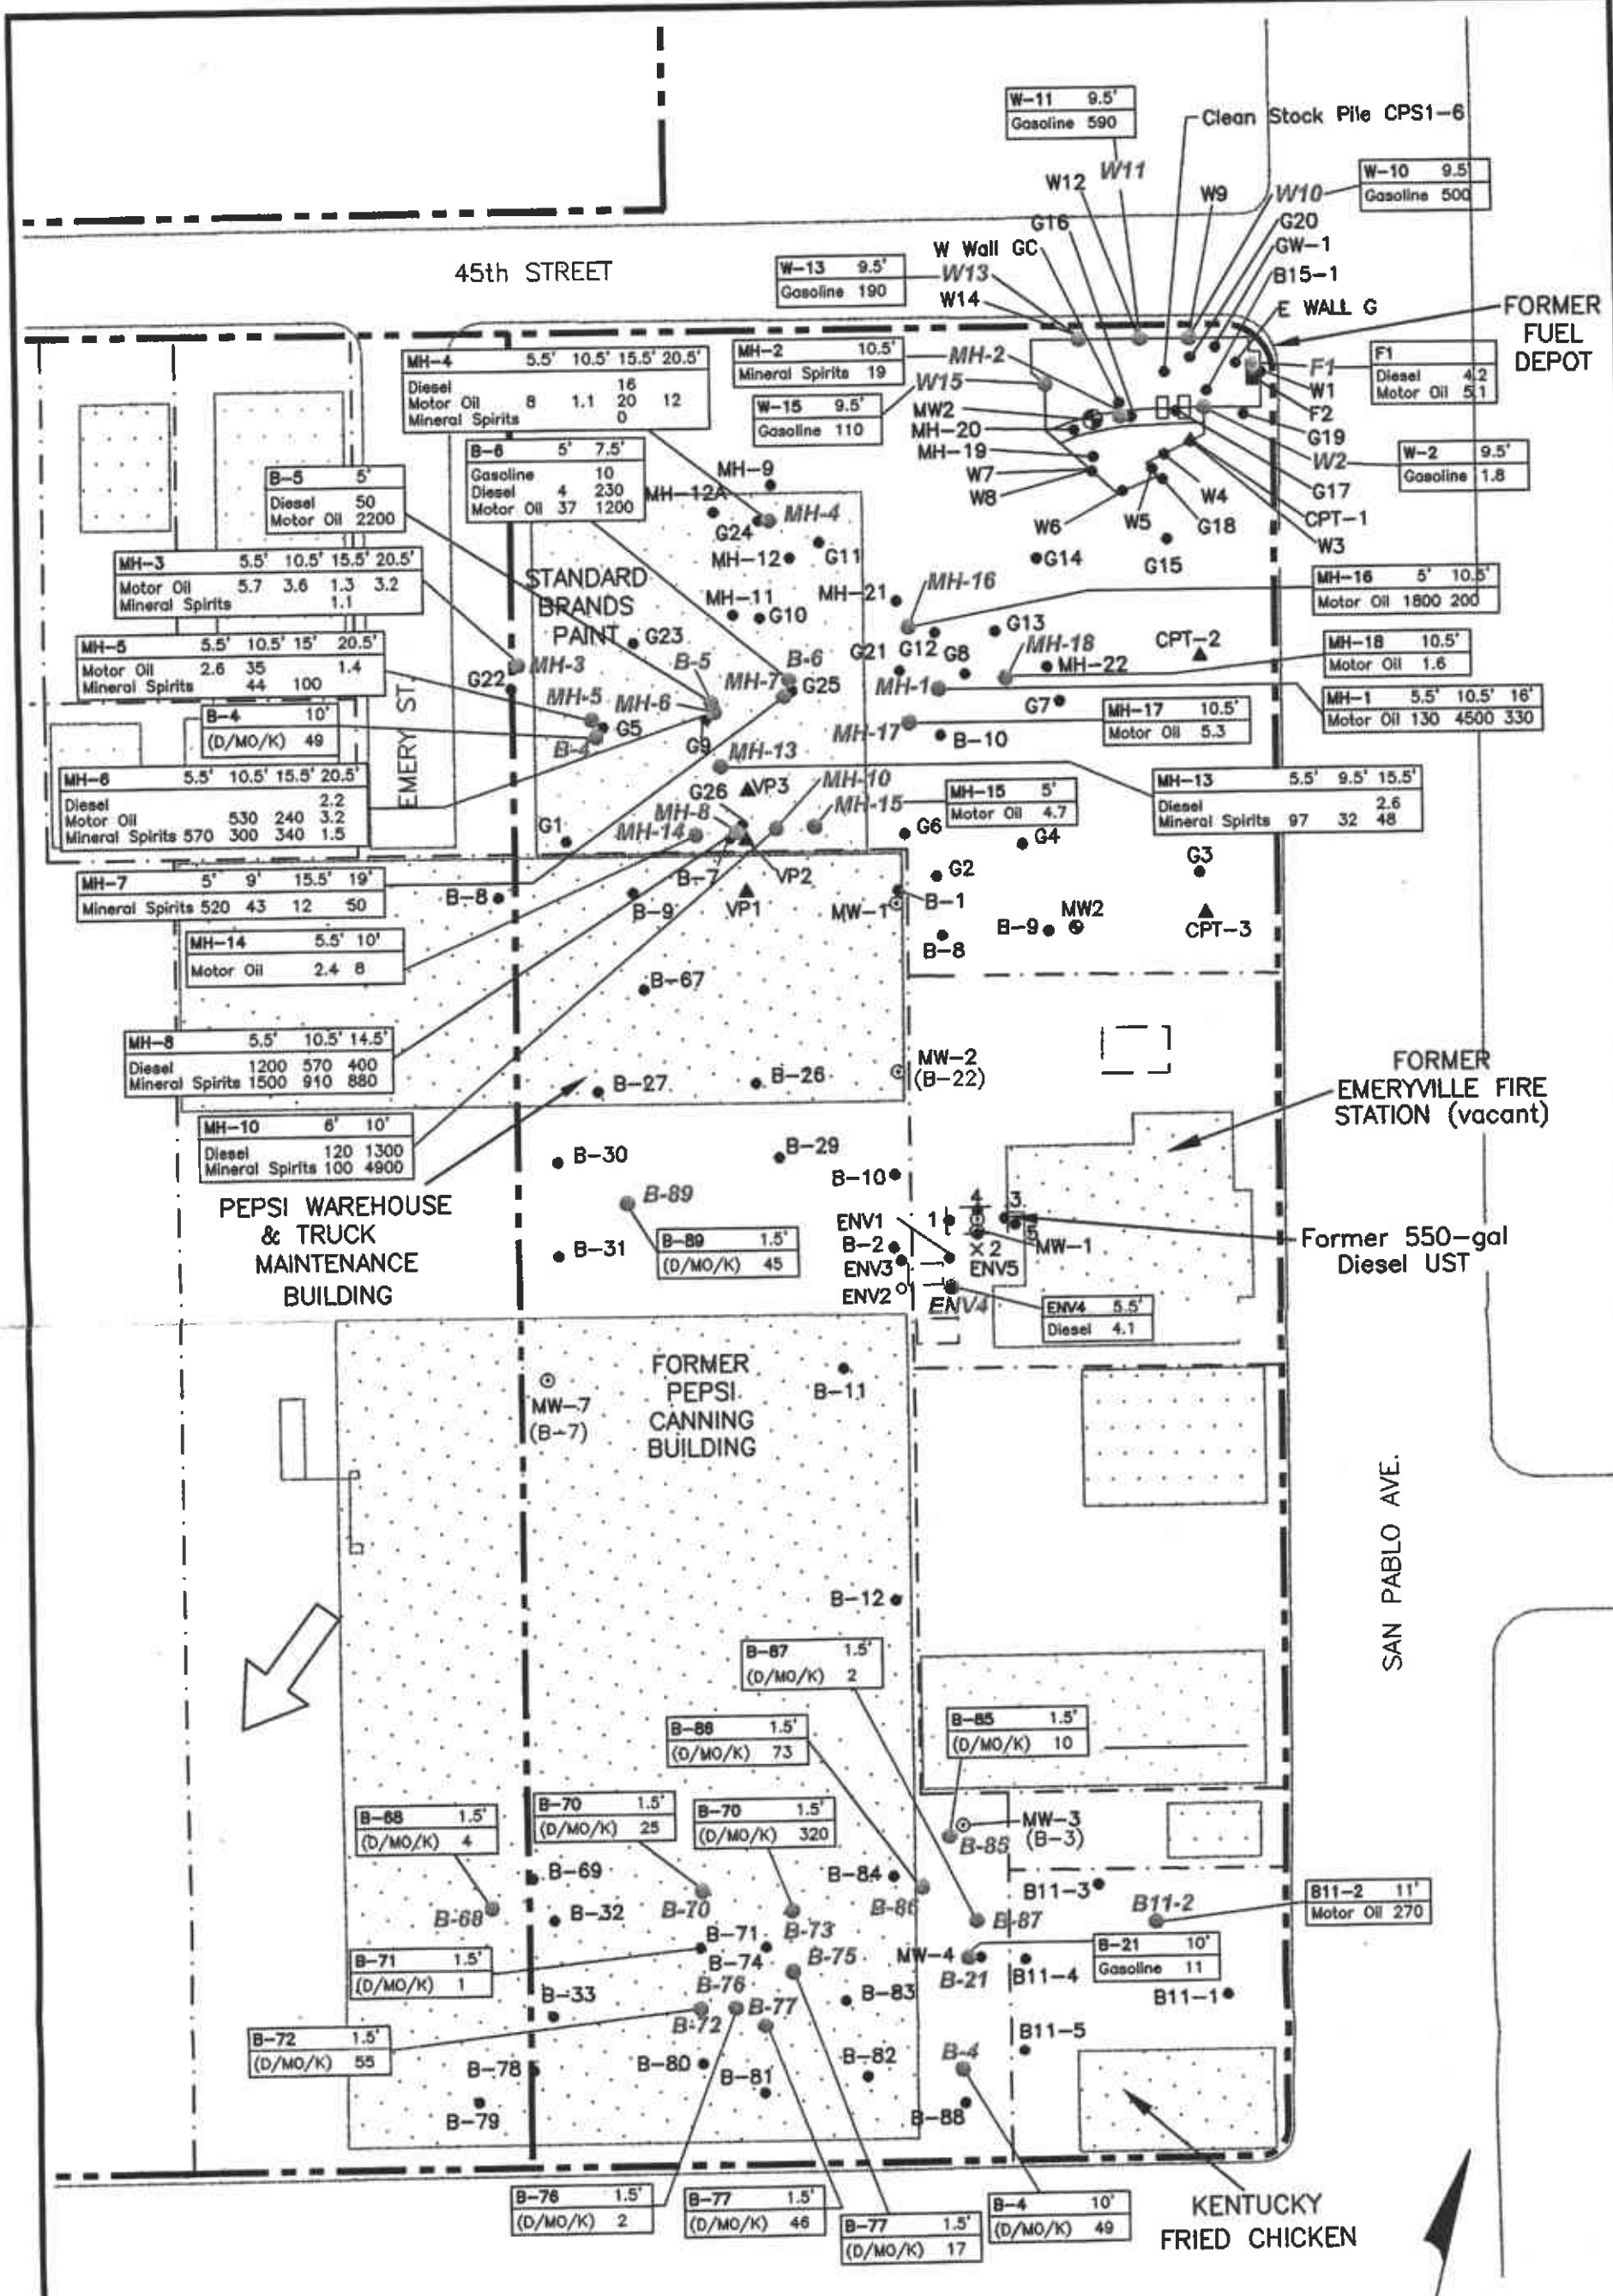 W-11 9.5'
Gasoline 590
Clean Stock Pile CPS1-6
W11
W12
W9
W10
W-10 9.5'
Gasoline 500
G16
G20
W Wall GC
GW-1
45th STREET
W-13 9.5'
Gasoline 190
W13
B15-1
W14
E WALL G
FORMER
FUEL
DEPOT
MH-4 5.5' 10.5' 15.5' 20.5'
Diesel 16
Motor Oil 8 1.1 20 12
Mineral Spirits 0
MH-2 10.5'
Mineral Spirits 19
MH-2
W15
F1
F1
Diesel 4.2
Motor Oil 5.1
W1
F2
W-15 9.5'
Gasoline 110
MW2
MH-20
G19
MH-19
W2
W-2 9.5'
Gasoline 1.8
B-6 5' 7.5'
Gasoline 10
Diesel 4 230
Motor Oil 37 1200
B-5 5'
Diesel 50
Motor Oil 2200
MH-9
MH-12A
W7
W8
G17
W4
MH-4
G24
W6
W5
G18
CPT-1
W3
MH-12
G11
G14
G15
MH-3 5.5' 10.5' 15.5' 20.5'
Motor Oil 5.7 3.6 1.3 3.2
Mineral Spirits 1.1
STANDARD
BRANDS
PAINT
MH-11
G10
MH-21
MH-16
MH-16 5' 10.5'
Motor Oil 1800 200
G23
G13
MH-5 5.5' 10.5' 15' 20.5'
Motor Oil 2.6 35 1.4
Mineral Spirits 44 100
MH-3
G22
B-5
B-6
G21
G12
G8
MH-18
MH-22
CPT-2
MH-18 10.5'
Motor Oil 1.6
MH-7
G25
MH-1
G7
MH-1 5.5' 10.5' 16'
Motor Oil 130 4500 330
MH-5
MH-6
G5
G9
B-4
B-4 10'
(D/MO/K) 49
EMERY ST.
MH-17
B-10
MH-17 10.5'
Motor Oil 5.3
MH-6 5.5' 10.5' 15.5' 20.5'
Diesel 2.2
Motor Oil 530 240 3.2
Mineral Spirits 570 300 340 1.5
MH-13
MH-10
G26
VP3
MH-15
MH-15 5'
Motor Oil 4.7
MH-13 5.5' 9.5' 15.5'
Diesel 2.6
Mineral Spirits 97 32 48
MH-8
MH-14
G1
G6
G4
G3
MH-7 5' 9' 15.5' 19'
Mineral Spirits 520 43 12 50
B-7
VP2
G2
B-8
B-9
VP1
MW-1
B-1
MH-14 5.5' 10'
Motor Oil 2.4 8
B-8
B-9
MW2
CPT-3
B-67
MH-8 5.5' 10.5' 14.5'
Diesel 1200 570 400
Mineral Spirits 1500 910 880
MW-2
(B-22)
B-27
B-26
FORMER
EMERYVILLE FIRE
STATION (vacant)
MH-10 6' 10'
Diesel 120 1300
Mineral Spirits 100 4900
B-30
B-29
B-10
PEPSI WAREHOUSE
& TRUCK
MAINTENANCE
BUILDING
B-89
B-89 1.5'
(D/MO/K) 45
4
3
1
ENV1
MW-1
Former 550-gal
Diesel UST
B-31
B-2
2
ENV3
ENV5
ENV2
ENV4
ENV4 5.5'
Diesel 4.1
FORMER
PEPSI
CANNING
BUILDING
B-11
MW-7
(B-7)
SAN PABLO AVE.
B-12
B-87 1.5'
(D/MO/K) 2
B-86 1.5'
(D/MO/K) 73
B-85 1.5'
(D/MO/K) 10
B-68 1.5'
(D/MO/K) 4
B-70 1.5'
(D/MO/K) 25
B-70 1.5'
(D/MO/K) 320
MW-3
(B-3)
B-85
B-69
B-84
B11-3
B11-2
B11-2 11'
Motor Oil 270
B-68
B-32
B-70
B-73
B-86
B-87
B-71
B-74
B-75
MW-4
B-21
B-21 10'
Gasoline 11
B-71 1.5'
(D/MO/K) 1
B11-4
B11-1
B-76
B-33
B-72
B-77
B-83
B-72 1.5'
(D/MO/K) 55
B11-5
B-78
B-80
B-81
B-82
B-4
B-79
B-88
B-76 1.5'
(D/MO/K) 2
B-77 1.5'
(D/MO/K) 46
B-77 1.5'
(D/MO/K) 17
B-4 10'
(D/MO/K) 49
KENTUCKY
FRIED CHICKEN